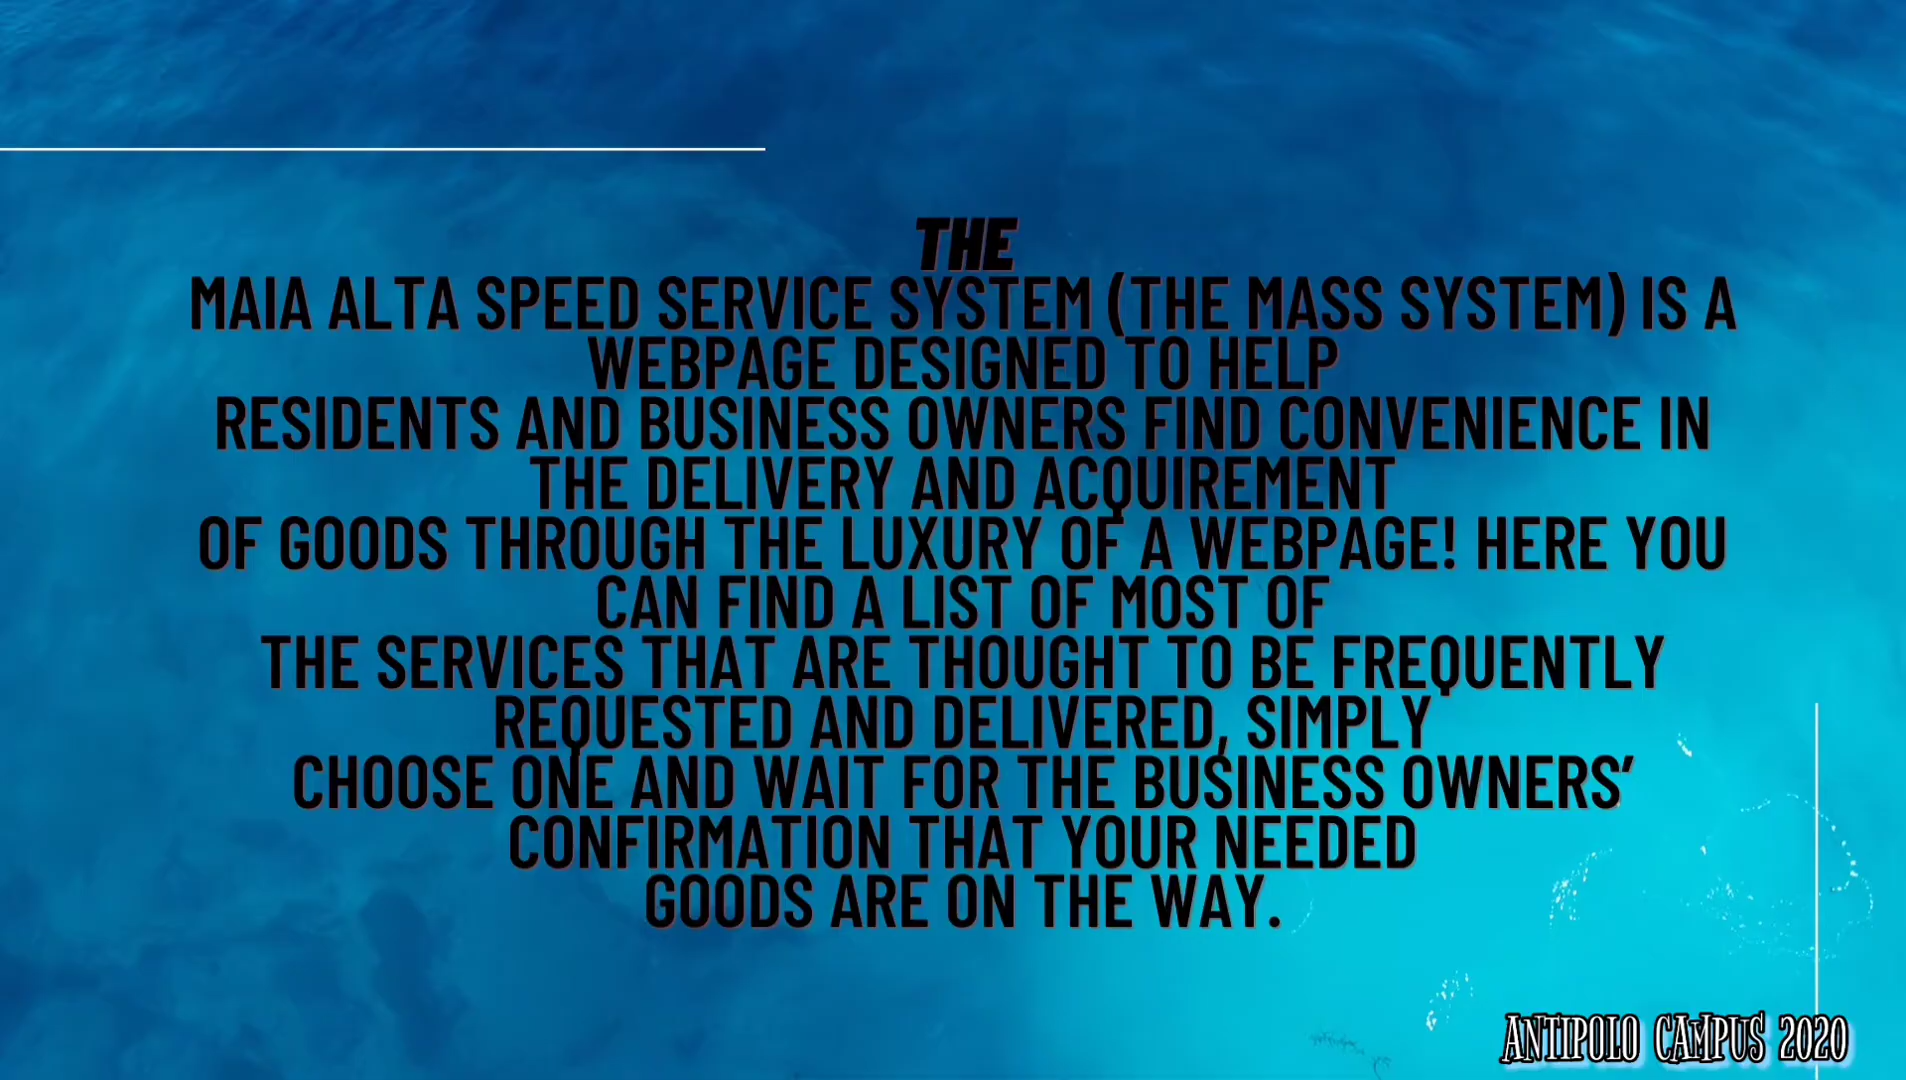 THE
MAIA ALTA SPEED SERVICE SYSTEM (THE MASS SYSTEM) IS A
WEBPAGE DESIGNED TO HELP
RESIDENTS AND BUSINESS OWNERS FIND CONVENIENCE IN
THE DELIVERY AND ACQUIREMENT
OF GOODS THROUGH THE LUXURY OF A WEBPAGE! HERE YOU
CAN FIND A LIST OF MOST OF
THE SERVICES THAT ARE THOUGHT TO BE FREQUENTLY
REQUESTED AND DELIVERED, SIMPLY
CHOOSE ONE AND WAIT FOR THE BUSINESS OWNERS’
CONFIRMATION THAT YOUR NEEDED
GOODS ARE ON THE WAY.
ANTIPOLO CAMPUS 2020